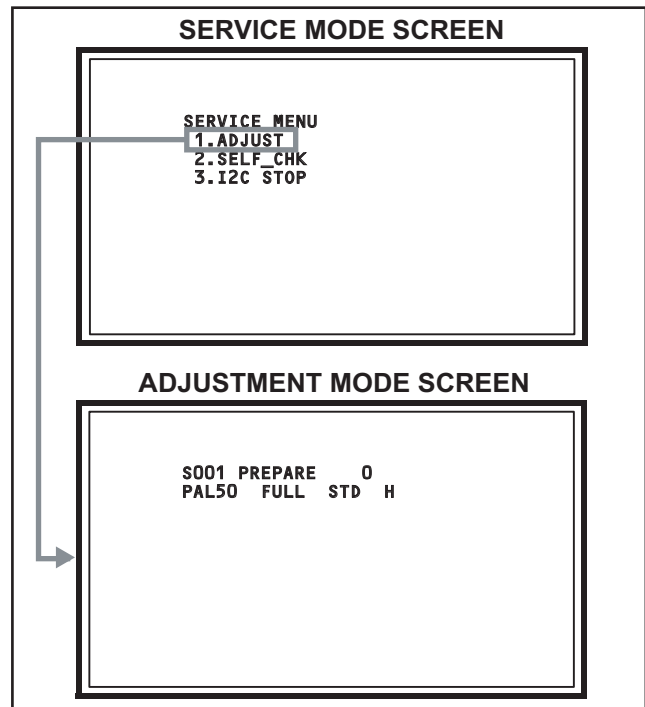 SERVICE MODE SCREEN
SERVICE MENU
1.ADJUST
2.SELF_CHK
3.I2C STOP
ADJUSTMENT MODE SCREEN
S001 PREPARE 0
PAL50 FULL STD H